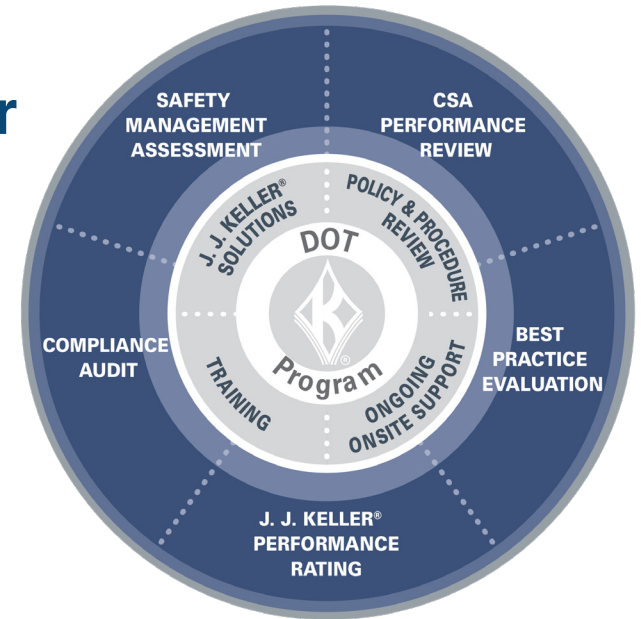 r
SAFETY
MANAGEMENT
ASSESSMENT
CSA
PERFORMANCE
REVIEW
J. J. KELLER®
SOLUTIONS
POLICY & PROCEDURE
REVIEW
DOT
K
®
Program
COMPLIANCE
AUDIT
BEST
PRACTICE
EVALUATION
TRAINING
ONGOING
ONSITE SUPPORT
J. J. KELLER®
PERFORMANCE
RATING